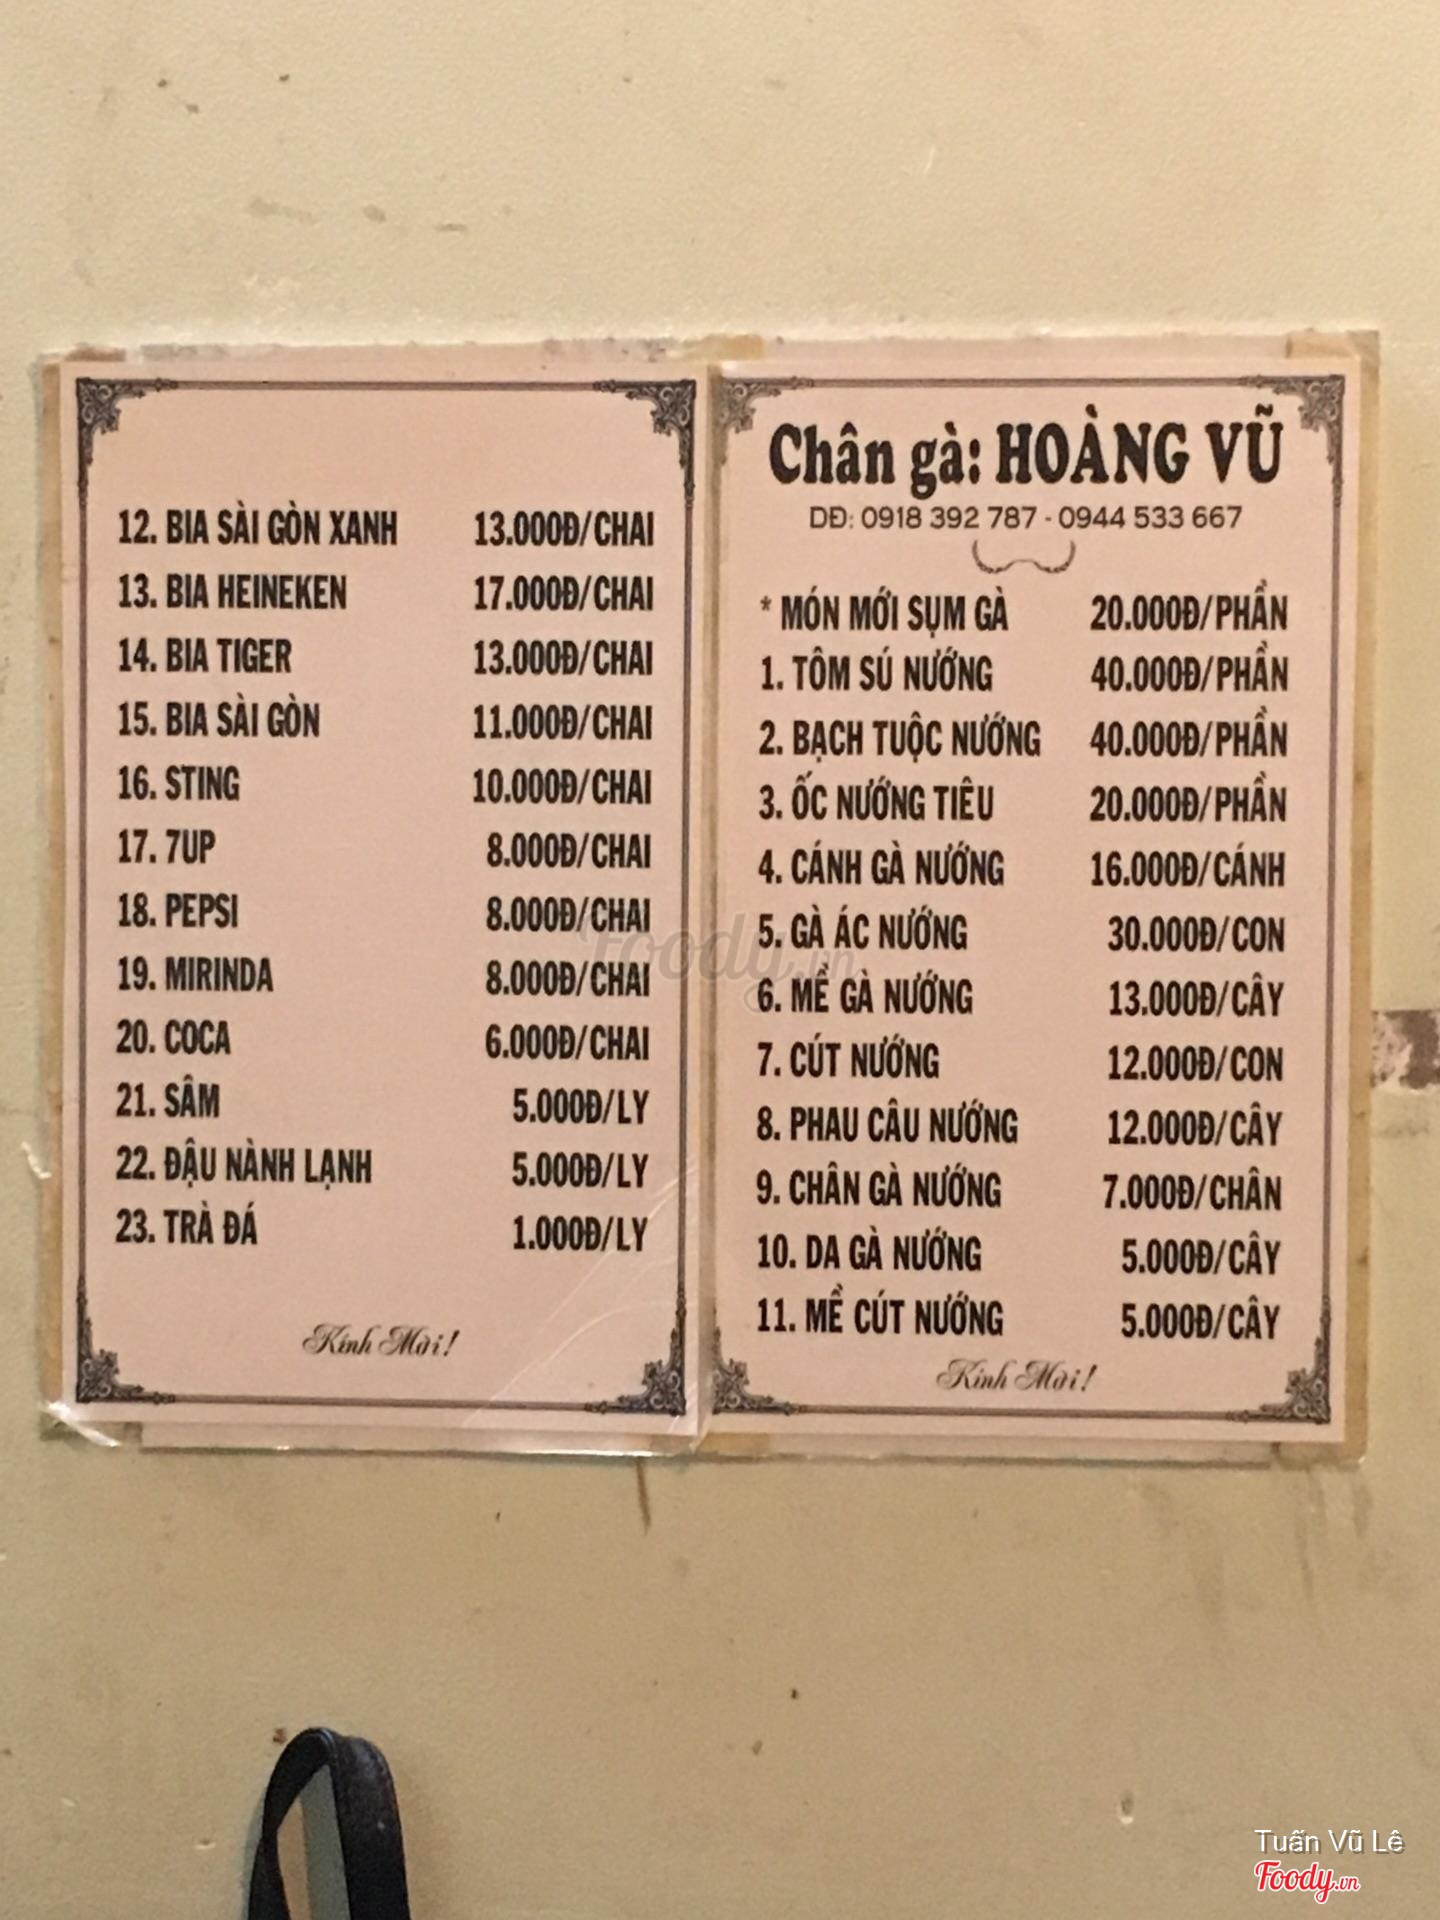 12. BIA SÀI GÒN XANH 13.000Đ/CHAI
13. BIA HEINEKEN 17.000Đ/CHAI
14. BIA TIGER 13.000Đ/CHAI
15. BIA SÀI GÒN 11.000Đ/CHAI
16. STING 10.000Đ/CHAI
17. 7UP 8.000Đ/CHAI
18. PEPSI 8.000Đ/CHAI
19. MIRINDA 8.000Đ/CHAI
20. COCA 6.000Đ/CHAI
21. SÂM 5.000Đ/LY
22. ĐẬU NÀNH LẠNH 5.000Đ/LY
23. TRÀ ĐÁ 1.000Đ/LY
Kính Mời!
Chân gà: HOÀNG VŨ
DĐ: 0918 392 787 - 0944 533 667
* MÓN MỚI SỤM GÀ 20.000Đ/PHẦN
1. TÔM SÚ NƯỚNG 40.000Đ/PHẦN
2. BẠCH TUỘC NƯỚNG 40.000Đ/PHẦN
3. ỐC NƯỚNG TIÊU 20.000Đ/PHẦN
4. CÁNH GÀ NƯỚNG 16.000Đ/CÁNH
5. GÀ ÁC NƯỚNG 30.000Đ/CON
6. MỀ GÀ NƯỚNG 13.000Đ/CÂY
7. CÚT NƯỚNG 12.000Đ/CON
8. PHAU CÂU NƯỚNG 12.000Đ/CÂY
9. CHÂN GÀ NƯỚNG 7.000Đ/CHÂN
10. DA GÀ NƯỚNG 5.000Đ/CÂY
11. MỀ CÚT NƯỚNG 5.000Đ/CÂY
Kính Mời!
Foody.vn
Tuấn Vũ Lê
Foody.vn